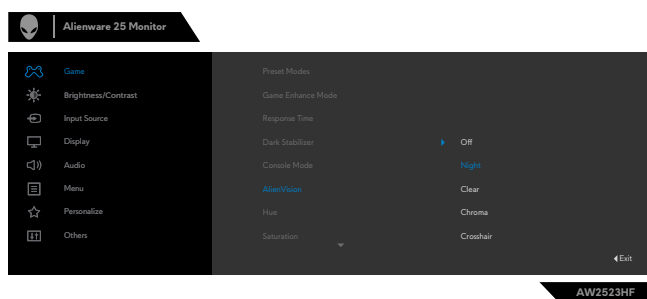 Alienware 25 Monitor
Game
Brightness/Contrast
Input Source
Display
Audio
Menu
Personalize
Others
Preset Modes
Game Enhance Mode
Response Time
Dark Stabilizer
Console Mode
AlienVision
Hue
Saturation
Off
Night
Clear
Chroma
Crosshair
Exit
AW2523HF